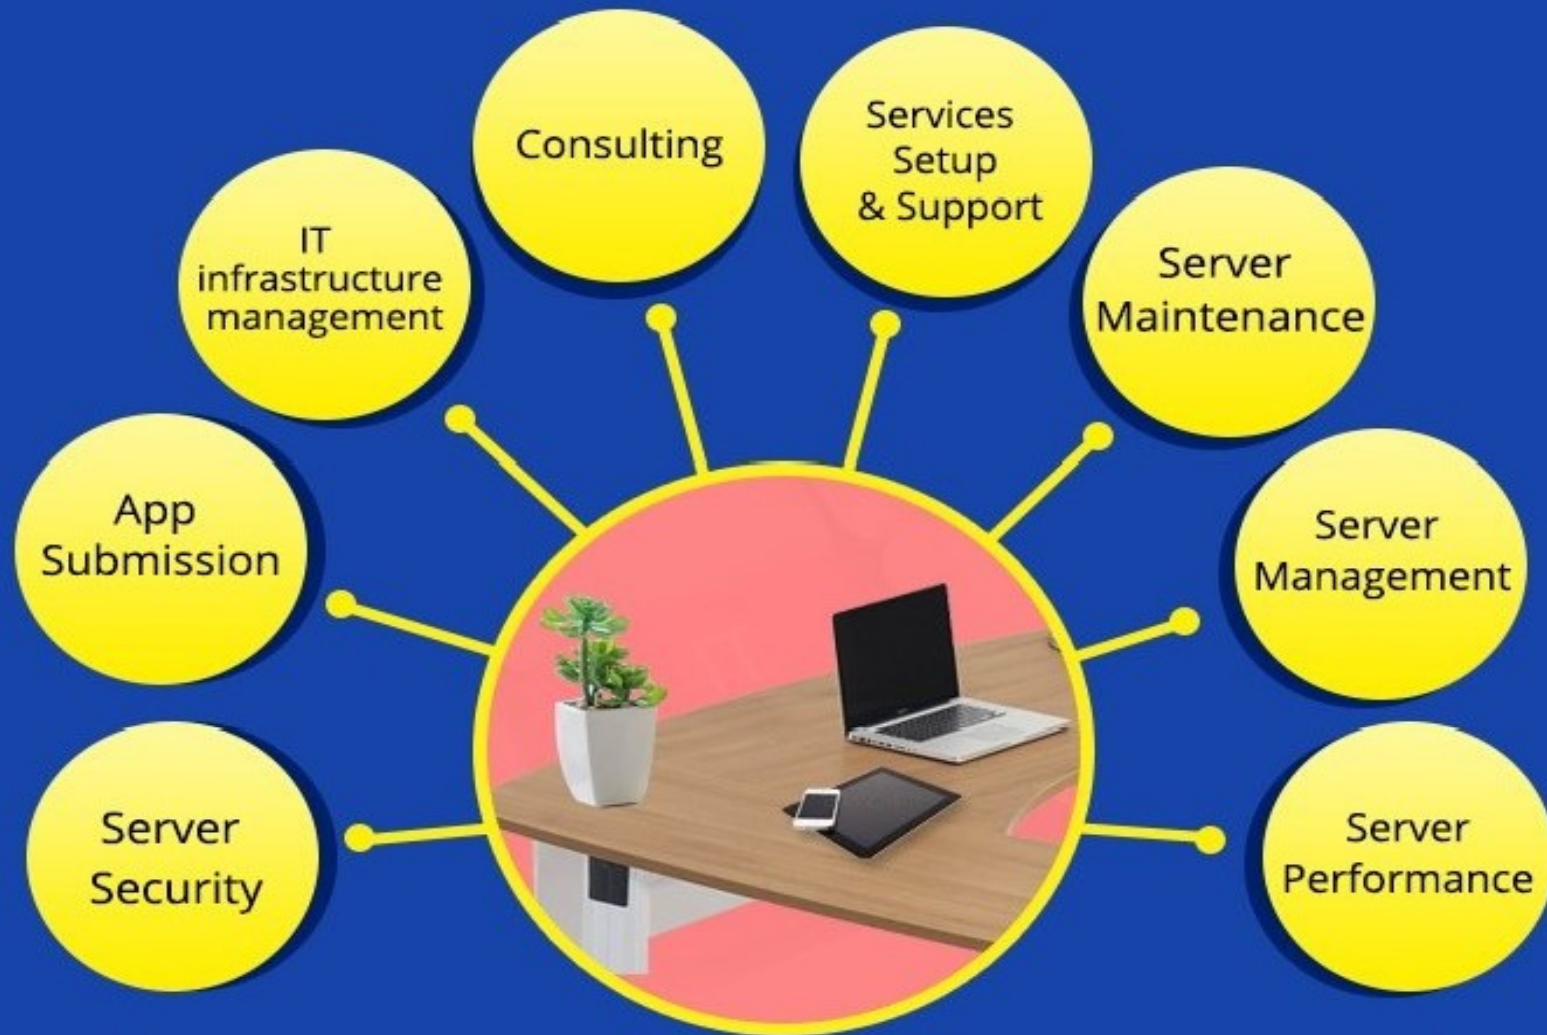 Consulting
Services
Setup
& Support
IT
infrastructure
management
Server
Maintenance
App
Submission
Server
Management
Server
Security
Server
Performance